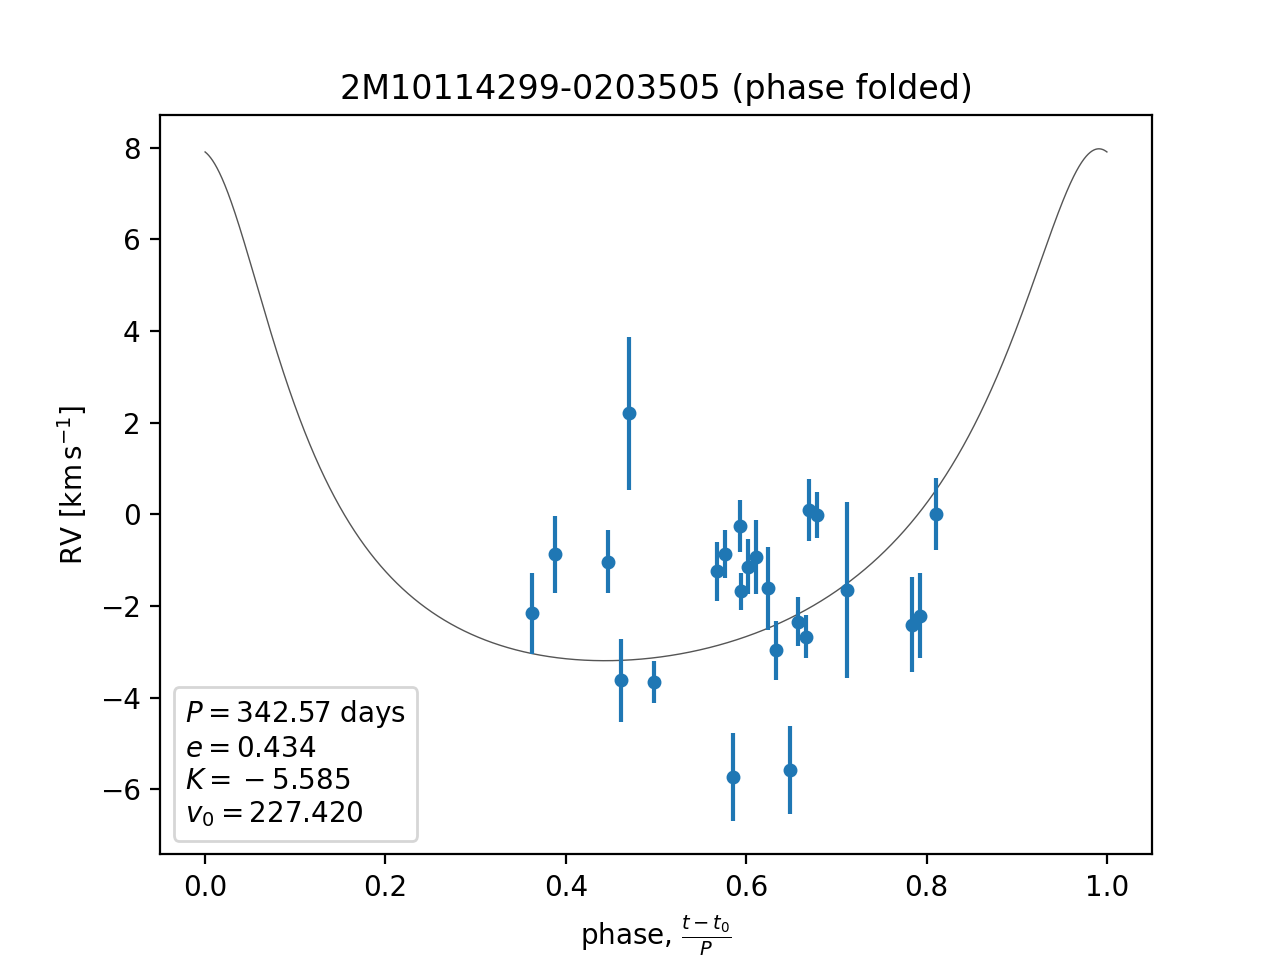 2M10114299-0203505 (phase folded)
RV [km s⁻¹]
8
6
4
2
0
−2
−4
−6
P = 342.57 days
e = 0.434
K = −5.585
v₀ = 227.420
0.0 0.2 0.4 0.6 0.8 1.0
phase, (t − t₀)/P